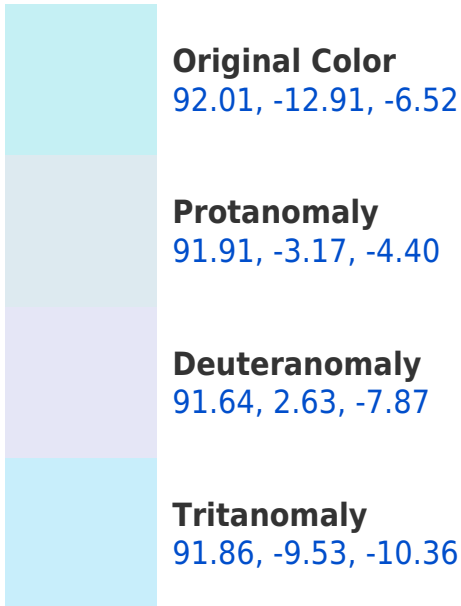 Original Color
92.01, -12.91, -6.52
Protanomaly
91.91, -3.17, -4.40
Deuteranomaly
91.64, 2.63, -7.87
Tritanomaly
91.86, -9.53, -10.36